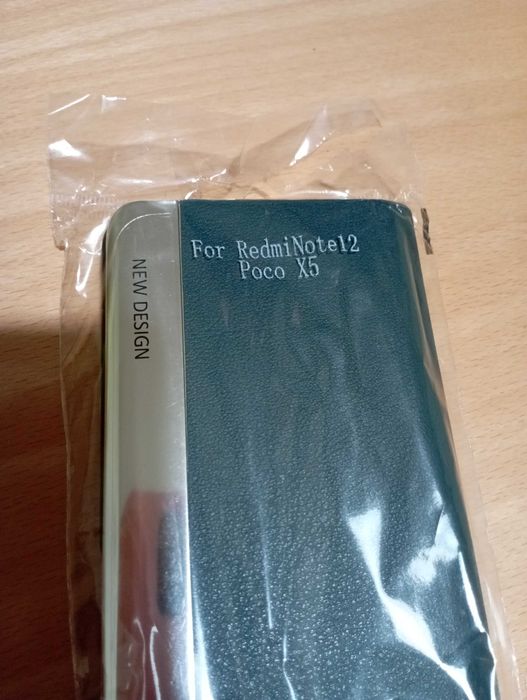 For RedmiNote12
Poco X5
NEW DESIGN